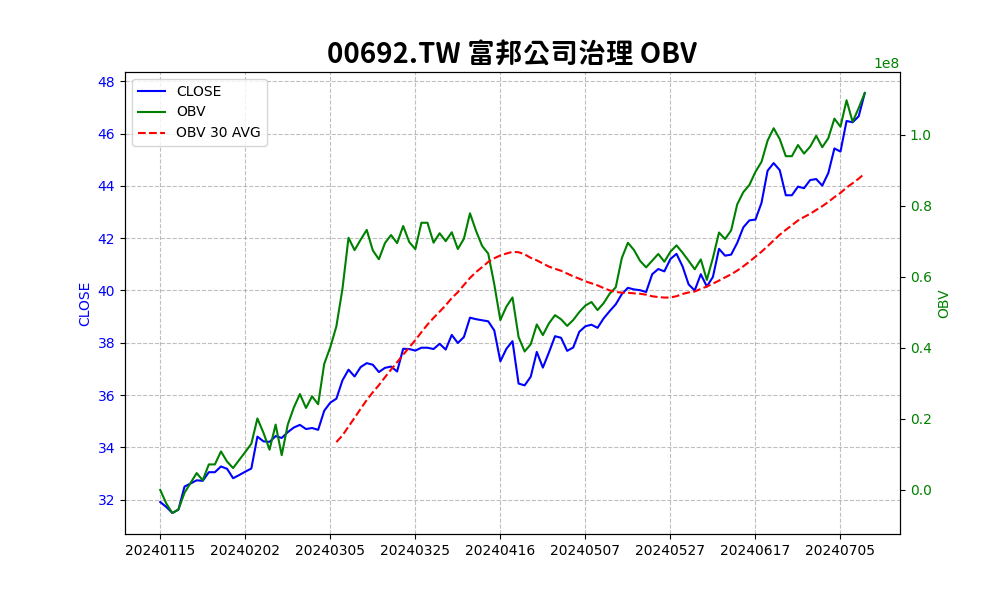 00692.TW 富邦公司治理 OBV
1e8
CLOSE
OBV
OBV 30 AVG
48
46
44
42
40
38
36
34
32
CLOSE
1.0
0.8
0.6
0.4
0.2
0.0
OBV
20240115 20240202 20240305 20240325 20240416 20240507 20240527 20240617 20240705